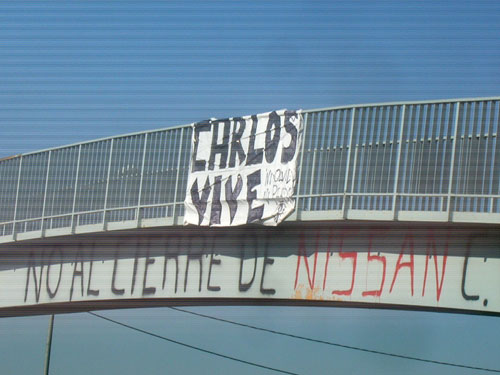 CARLOS
VIVE
NO AL CIERRE DE NISSAN C.